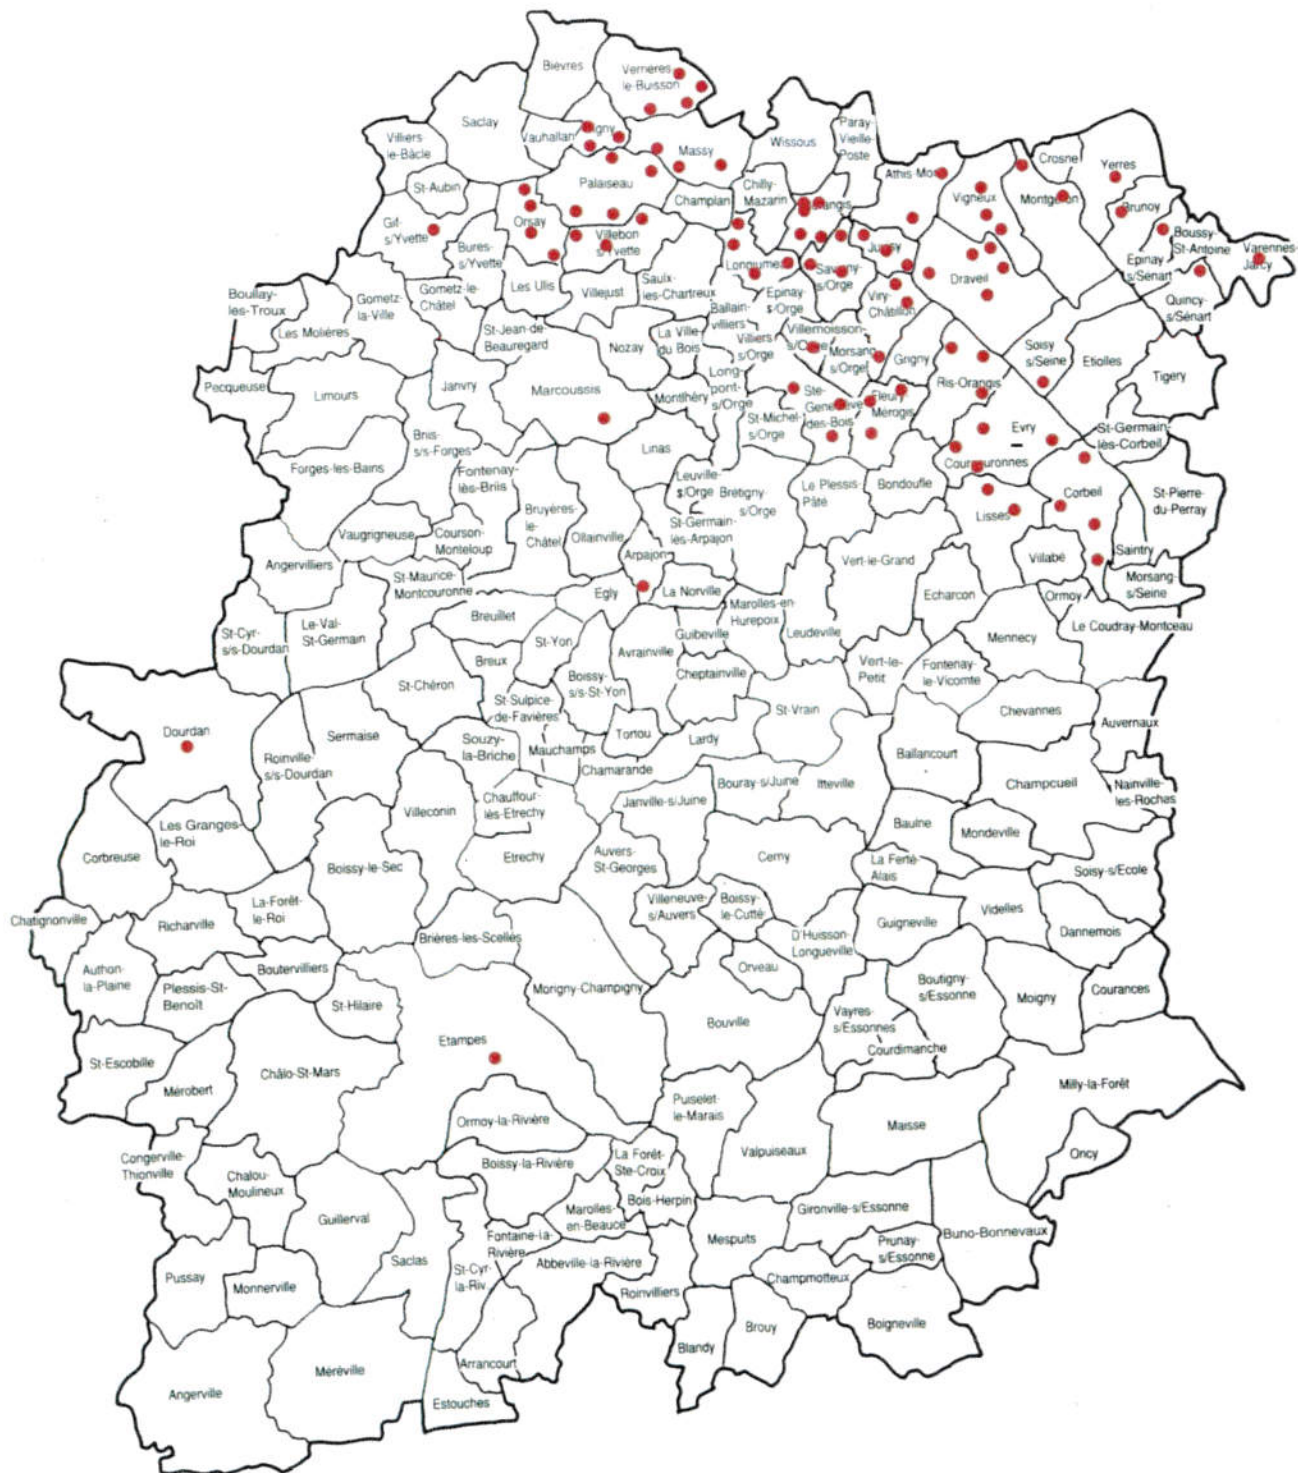 Bièvres
Verrières
le-Buisson
Saclay
Vauhallan
Igny
Massy
Wissous
Paray-
Vieille-
Poste
Villiers-
le-Bâcle
St-Aubin
Palaiseau
Champlan
Chilly-
Mazarin
Athis-Mons
Vigneux
Crosne
Montgeron
Yerres
Brunoy
Gif-
s/Yvette
Bures-
s/Yvette
Orsay
Villebon
s/Yvette
Longjumeau
Savigny-
s/Orge
Juvisy
Draveil
Boussy-
St-Antoine
Varennes-
Jarcy
Epinay
s/Sénart
Quincy-
s/Sénart
Boullay-
les-Troux
Gometz-
la-Ville
Gometz-le-
Châtel
Les Ulis
Villejust
Saulx-
les-Chartreux
Epinay-
s/Orge
Viry-
Châtillon
Ballain-
villiers
Les Molières
St-Jean-de-
Beauregard
Nozay
La Ville-
du Bois
Villiers
s/Orge
Villemoisson-
s/Orge
Morsang
s/Orge
Grigny
Soisy
s/Seine
Etiolles
Tigery
Pecqueuse
Limours
Janvry
Marcoussis
Montlhéry
Long-
pont-
s/Orge
Ste-
Geneviève
des-Bois
Fleury
Mérogis
Ris-Orangis
St-Michel-
s/Orge
Evry
St-Germain-
lès-Corbeil
Forges-les-Bains
Briis-
s/s-Forges
Fontenay-
lès-Briis
Linas
Leuville-
s/Orge
Brétigny-
s/Orge
Le Plessis-
Pâté
Bondoufle
Courcouronnes
Corbeil
St-Pierre-
du-Perray
Lisses
Vaugrigneuse
Courson-
Monteloup
Bruyères-
le-
Châtel
Ollainville
St-Germain-
lès-Arpajon
Arpajon
Vert-le-Grand
Villabé
Saintry
Angervilliers
St-Maurice-
Montcouronne
Egly
La Norville
Marolles-en-
Hurepoix
Echarcon
Ormoy
Morsang-
s/Seine
St-Cyr-
s/s-Dourdan
Le-Val-
St-Germain
Breuillet
St-Yon
Avrainville
Guibeville
Leudeville
Mennecy
Le Coudray-Montceau
Breux
Boissy-
s/s-St-Yon
Cheptainville
Vert-le-
Petit
Fontenay-
le-Vicomte
St-Chéron
St-Sulpice-
de-Favières
St-Vrain
Chevannes
Auvernaux
Dourdan
Roinville-
s/s-Dourdan
Sermaise
Souzy-
la-Briche
Mauchamps
Torfou
Lardy
Ballancourt
Chamarande
Bouray-s/Juine
Itteville
Champcueil
Nainville-
les-Roches
Villeconin
Chauffour-
lès-Etrechy
Janville-s/Juine
Les Granges-
le-Roi
Baulne
Mondeville
Corbreuse
Boissy-le-Sec
Etrechy
Auvers-
St-Georges
Cerny
La Ferté-
Alais
Soisy-s/Ecole
La-Forêt-
le-Roi
Villeneuve-
s/Auvers
Boissy-
le-Cutté
Guigneville
Videlles
Dannemois
Chatignonville
Richarville
Brières-les-Scellés
D'Huisson-
Longueville
Authon-
la-Plaine
Boutervilliers
Orveau
Plessis-St-
Benoît
St-Hilaire
Morigny-Champigny
Bouville
Vayres-
s/Essonnes
Boutigny-
s/Essonne
Moigny
Courances
Courdimanche
St-Escobille
Mérobert
Châlo-St-Mars
Etampes
Milly-la-Forêt
Puiselet-
le-Marais
Ormoy-la-Rivière
Maisse
Oncy
Congerville-
Thionville
Chalou-
Moulineux
Boissy-la-Rivière
La Forêt-
Ste-Croix
Valpuiseaux
Guillerval
Marolles-
en-Beauce
Bois-Herpin
Gironville-s/Essonne
Buno-Bonnevaux
Saclas
Fontaine-la-
Rivière
Mespuits
Prunay-
s/Essonne
Pussay
Monnerville
St-Cyr-
la-Riv.
Abbeville-la-Rivière
Champmotteux
Roinvilliers
Boigneville
Brouy
Blandy
Angerville
Méréville
Arrancourt
Estouches